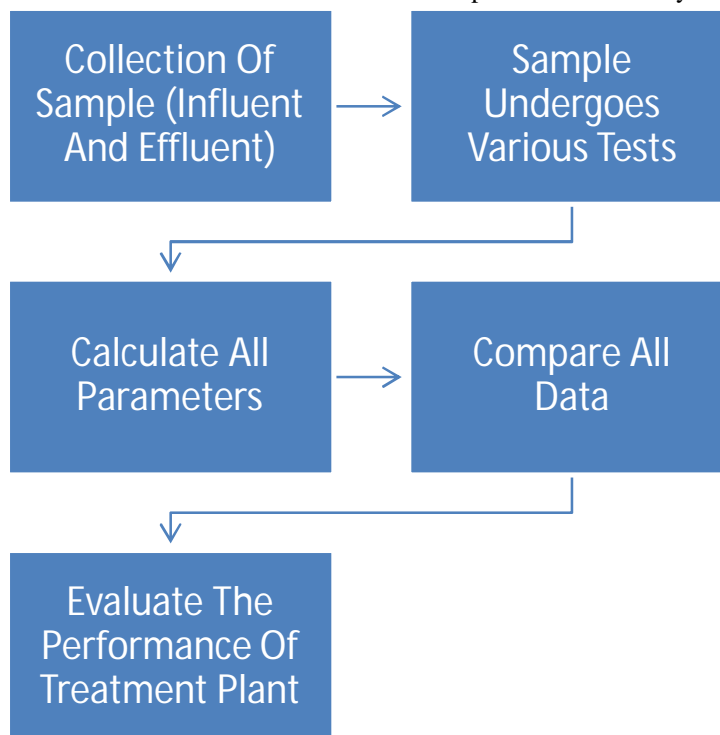 Collection Of
Sample (Influent
And Effluent)
Sample
Undergoes
Various Tests
Calculate All
Parameters
Compare All
Data
Evaluate The
Performance Of
Treatment Plant